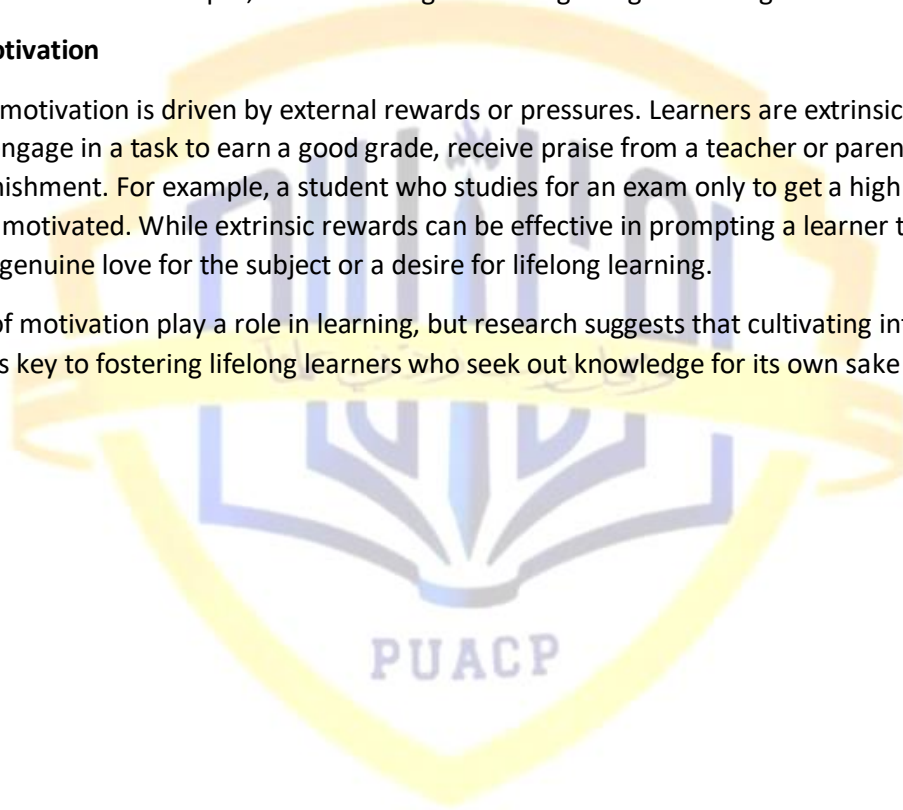 otivation
motivation is driven by external rewards or pressures. Learners are extrinsic
ngage in a task to earn a good grade, receive praise from a teacher or paren
nishment. For example, a student who studies for an exam only to get a high
motivated. While extrinsic rewards can be effective in prompting a learner t
genuine love for the subject or a desire for lifelong learning.
of motivation play a role in learning, but research suggests that cultivating in
s key to fostering lifelong learners who seek out knowledge for its own sake
PUACP